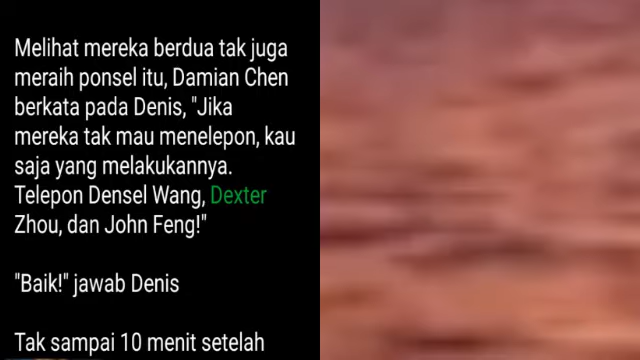 Melihat mereka berdua tak juga
meraih ponsel itu, Damian Chen
berkata pada Denis, "Jika
mereka tak mau menelepon, kau
saja yang melakukannya.
Telepon Densel Wang, Dexter
Zhou, dan John Feng!"
"Baik!" jawab Denis
Tak sampai 10 menit setelah